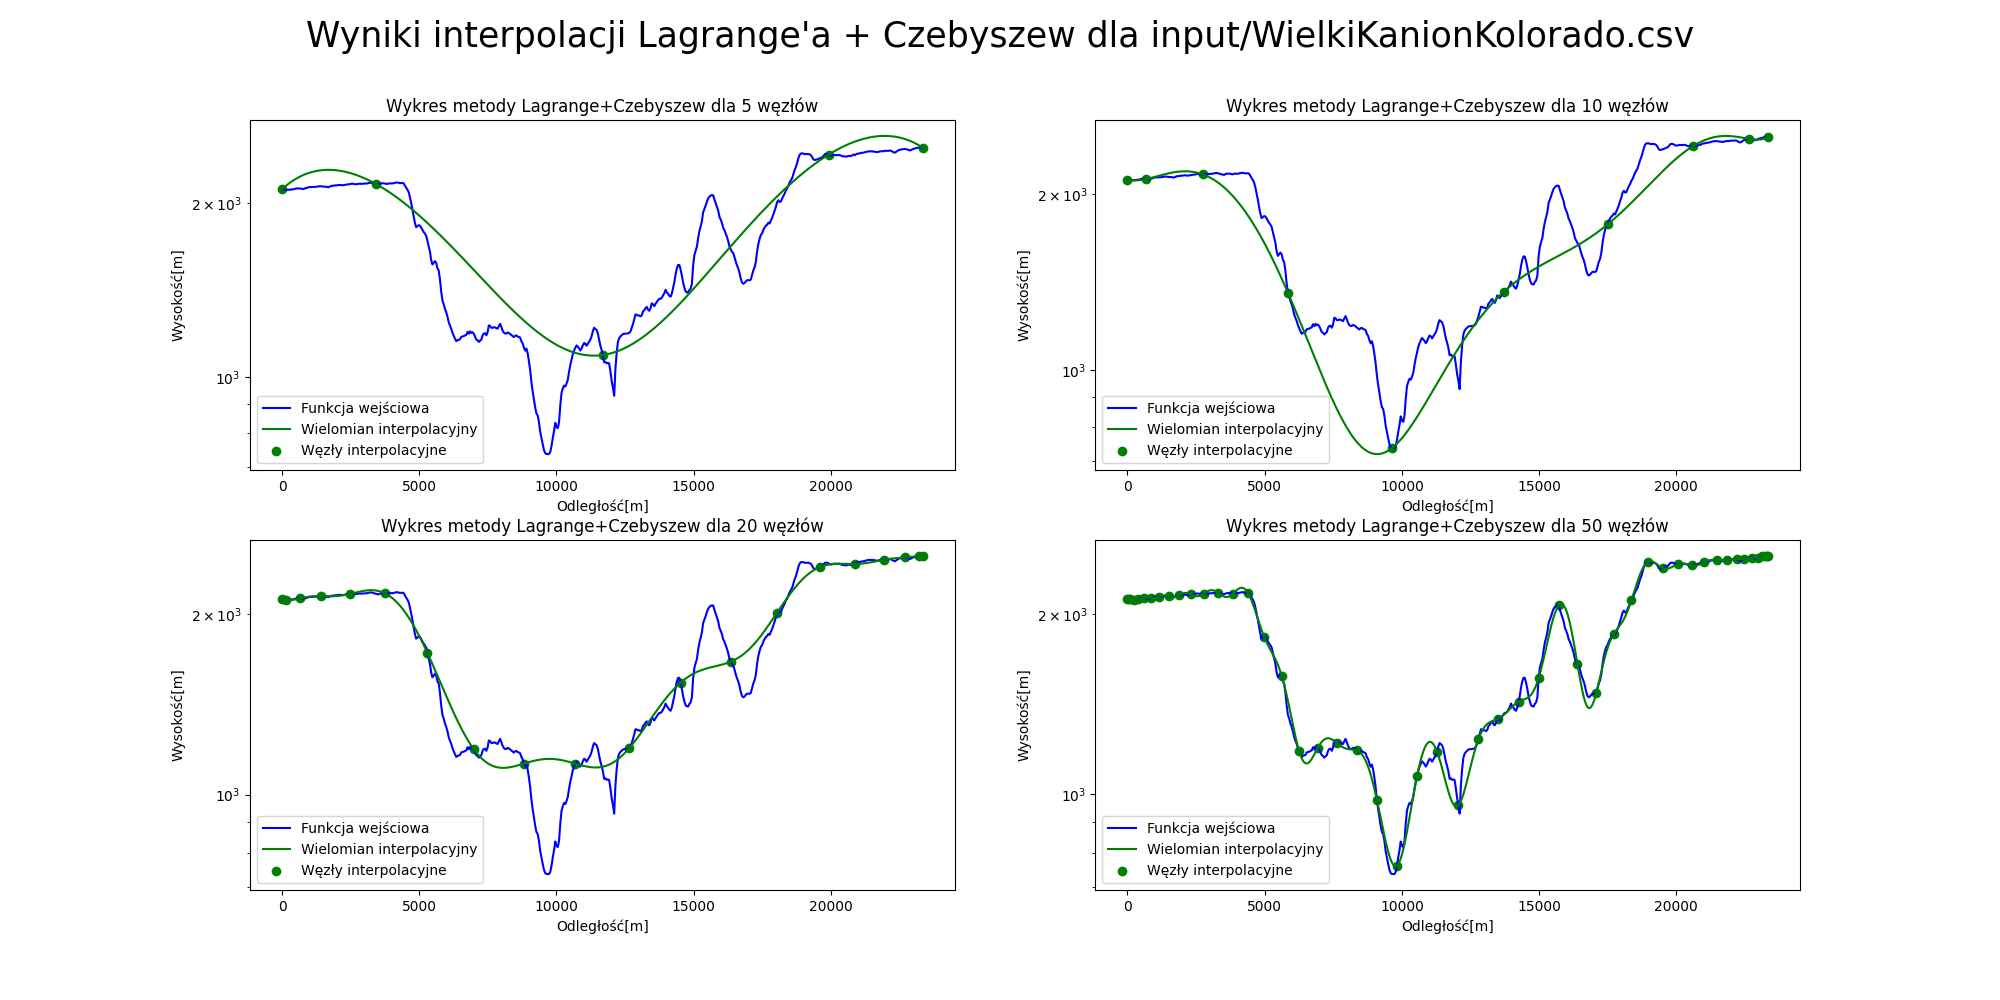 Wyniki interpolacji Lagrange'a + Czebyszew dla input/WielkiKanionKolorado.csv
Wykres metody Lagrange+Czebyszew dla 5 węzłów
Wysokość[m]
2 × 10³
10³
Funkcja wejściowa
Wielomian interpolacyjny
Węzły interpolacyjne
0 5000 10000 15000 20000
Odległość[m]
Wykres metody Lagrange+Czebyszew dla 10 węzłów
Wysokość[m]
2 × 10³
10³
Funkcja wejściowa
Wielomian interpolacyjny
Węzły interpolacyjne
0 5000 10000 15000 20000
Odległość[m]
Wykres metody Lagrange+Czebyszew dla 20 węzłów
Wysokość[m]
2 × 10³
10³
Funkcja wejściowa
Wielomian interpolacyjny
Węzły interpolacyjne
0 5000 10000 15000 20000
Odległość[m]
Wykres metody Lagrange+Czebyszew dla 50 węzłów
Wysokość[m]
2 × 10³
10³
Funkcja wejściowa
Wielomian interpolacyjny
Węzły interpolacyjne
0 5000 10000 15000 20000
Odległość[m]